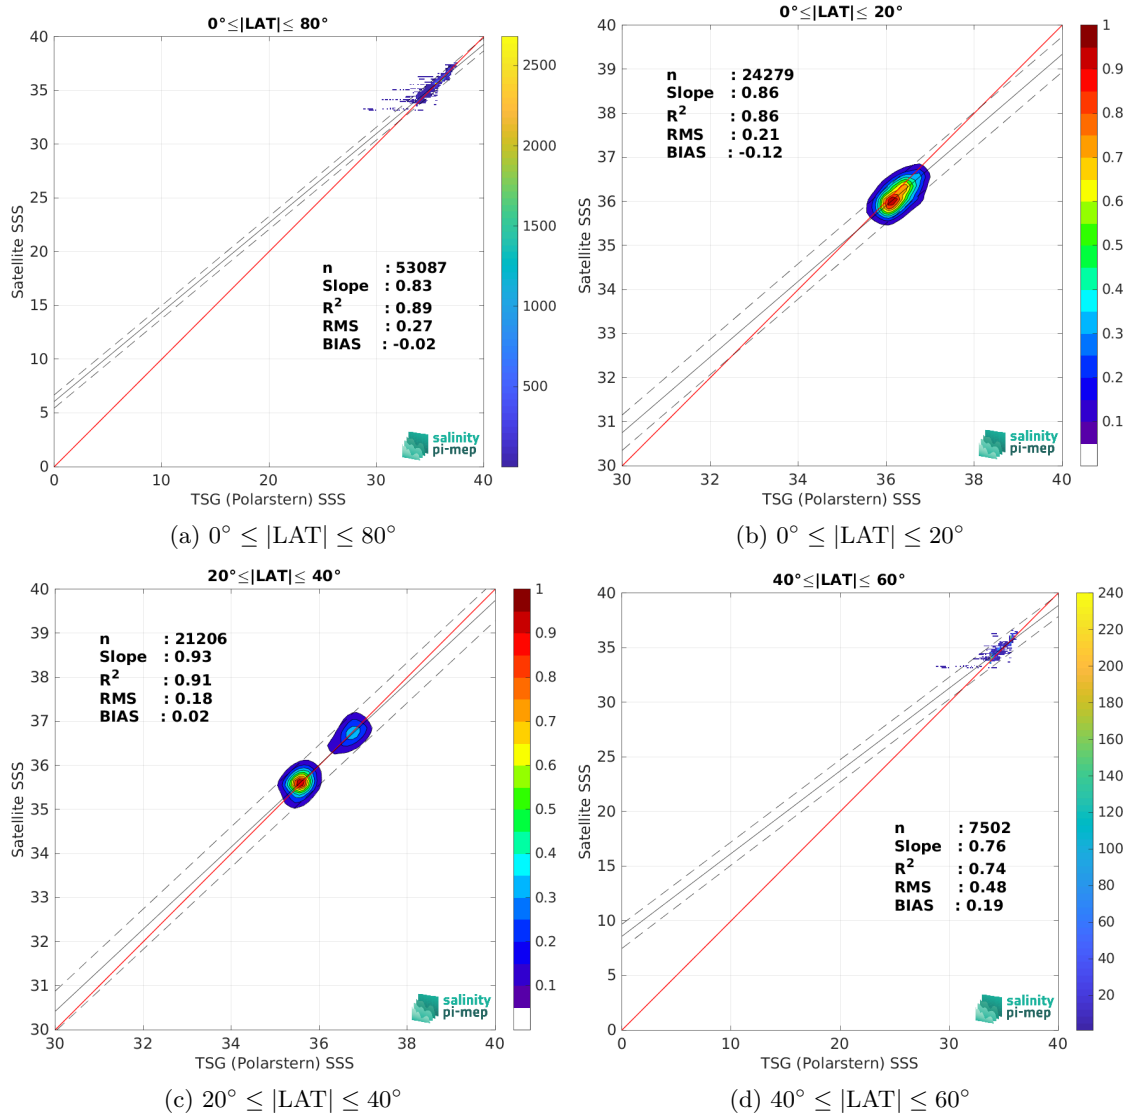 0°≤|LAT|≤ 80°
40
35
30
25
20
15
10
5
0
0
10
20
30
40
Satellite SSS
TSG (Polarstern) SSS
n : 53087
Slope : 0.83
R² : 0.89
RMS : 0.27
BIAS : -0.02
salinity
pi-mep
2500
2000
1500
1000
500
(a) 0° ≤ |LAT| ≤ 80°
0°≤|LAT|≤ 20°
40
39
38
37
36
35
34
33
32
31
30
30
32
34
36
38
40
Satellite SSS
TSG (Polarstern) SSS
n : 24279
Slope : 0.86
R² : 0.86
RMS : 0.21
BIAS : -0.12
salinity
pi-mep
1
0.9
0.8
0.7
0.6
0.5
0.4
0.3
0.2
0.1
(b) 0° ≤ |LAT| ≤ 20°
20°≤|LAT|≤ 40°
40
39
38
37
36
35
34
33
32
31
30
30
32
34
36
38
40
Satellite SSS
TSG (Polarstern) SSS
n : 21206
Slope : 0.93
R² : 0.91
RMS : 0.18
BIAS : 0.02
salinity
pi-mep
1
0.9
0.8
0.7
0.6
0.5
0.4
0.3
0.2
0.1
(c) 20° ≤ |LAT| ≤ 40°
40°≤|LAT|≤ 60°
40
35
30
25
20
15
10
5
0
0
10
20
30
40
Satellite SSS
TSG (Polarstern) SSS
n : 7502
Slope : 0.76
R² : 0.74
RMS : 0.48
BIAS : 0.19
salinity
pi-mep
240
220
200
180
160
140
120
100
80
60
40
20
(d) 40° ≤ |LAT| ≤ 60°